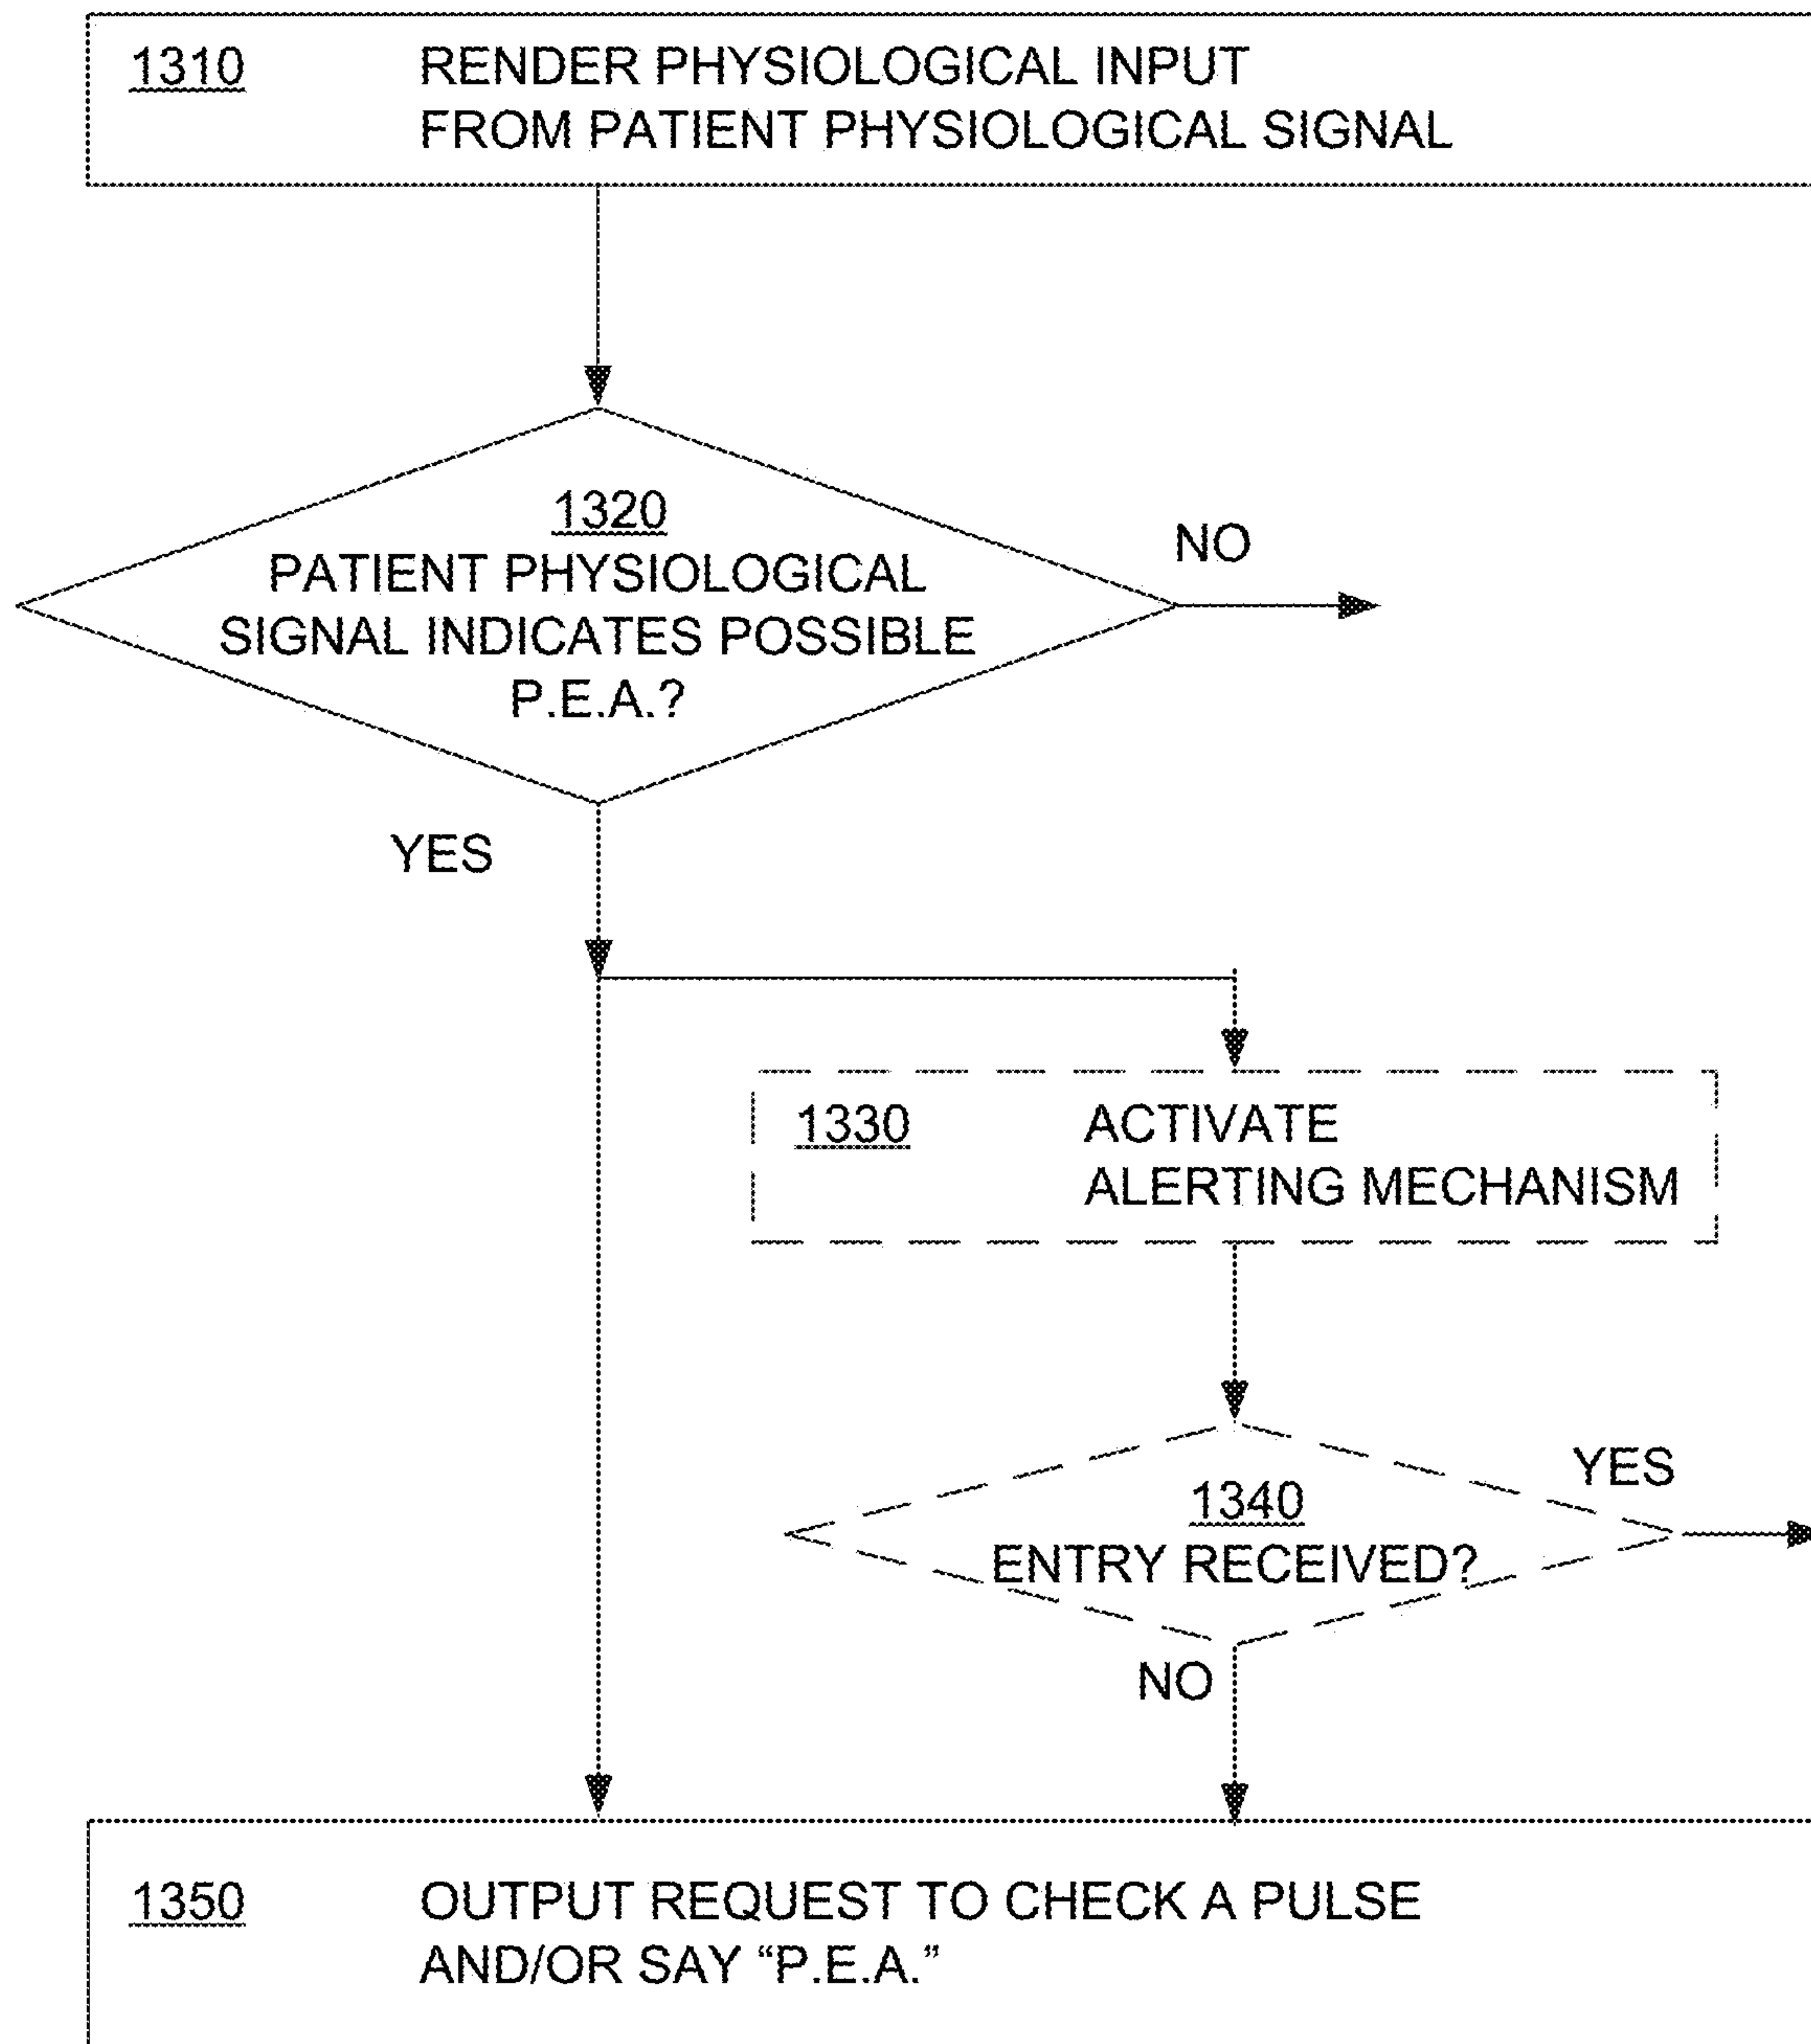 1310 RENDER PHYSIOLOGICAL INPUT
FROM PATIENT PHYSIOLOGICAL SIGNAL
1320
PATIENT PHYSIOLOGICAL
SIGNAL INDICATES POSSIBLE
P.E.A.?
NO
YES
1330 ACTIVATE
ALERTING MECHANISM
1340
ENTRY RECEIVED?
YES
NO
1350 OUTPUT REQUEST TO CHECK A PULSE
AND/OR SAY “P.E.A.”